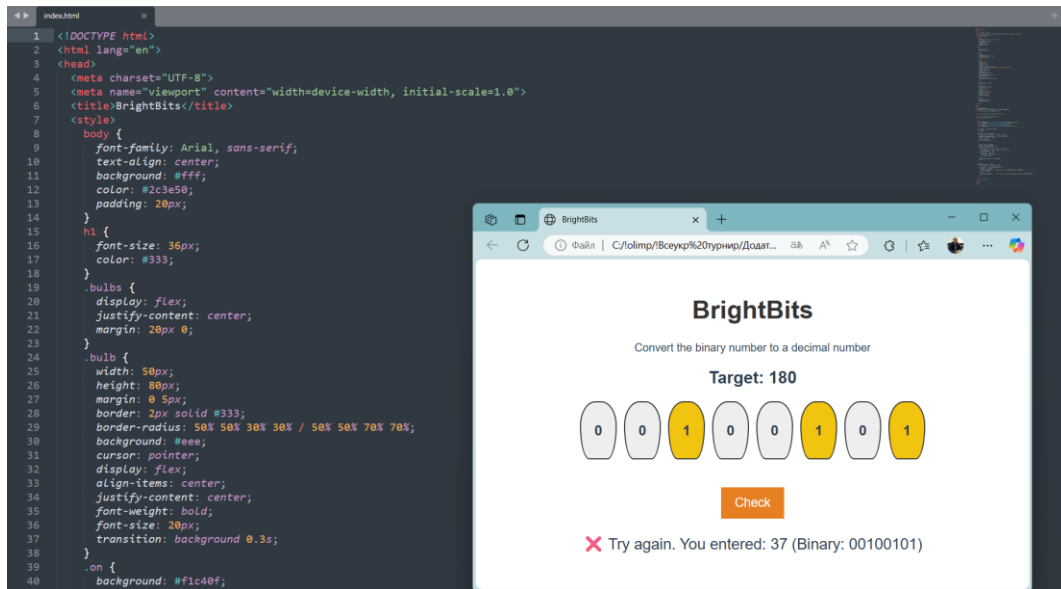 index.html
1 <!DOCTYPE html>
2 <html lang="en">
3 <head>
4 <meta charset="UTF-8">
5 <meta name="viewport" content="width=device-width, initial-scale=1.0">
6 <title>BrightBits</title>
7 <style>
8 body {
9 font-family: Arial, sans-serif;
10 text-align: center;
11 background: #fff;
12 color: #2c3e50;
13 padding: 20px;
14 }
15 h1 {
16 font-size: 36px;
17 color: #333;
18 }
19 .bulbs {
20 display: flex;
21 justify-content: center;
22 margin: 20px 0;
23 }
24 .bulb {
25 width: 50px;
26 height: 80px;
27 margin: 0 5px;
28 border: 2px solid #333;
29 border-radius: 50% 50% 30% 30% / 50% 50% 70% 70%;
30 background: #eee;
31 cursor: pointer;
32 display: flex;
33 align-items: center;
34 justify-content: center;
35 font-weight: bold;
36 font-size: 20px;
37 transition: background 0.3s;
38 }
39 .on {
40 background: #f1c40f;
BrightBits
Файл | C:/!olimp/!Всеукр%20турнир/Додат...
BrightBits
Convert the binary number to a decimal number
Target: 180
0 0 1 0 0 1 0 1
Check
❌ Try again. You entered: 37 (Binary: 00100101)